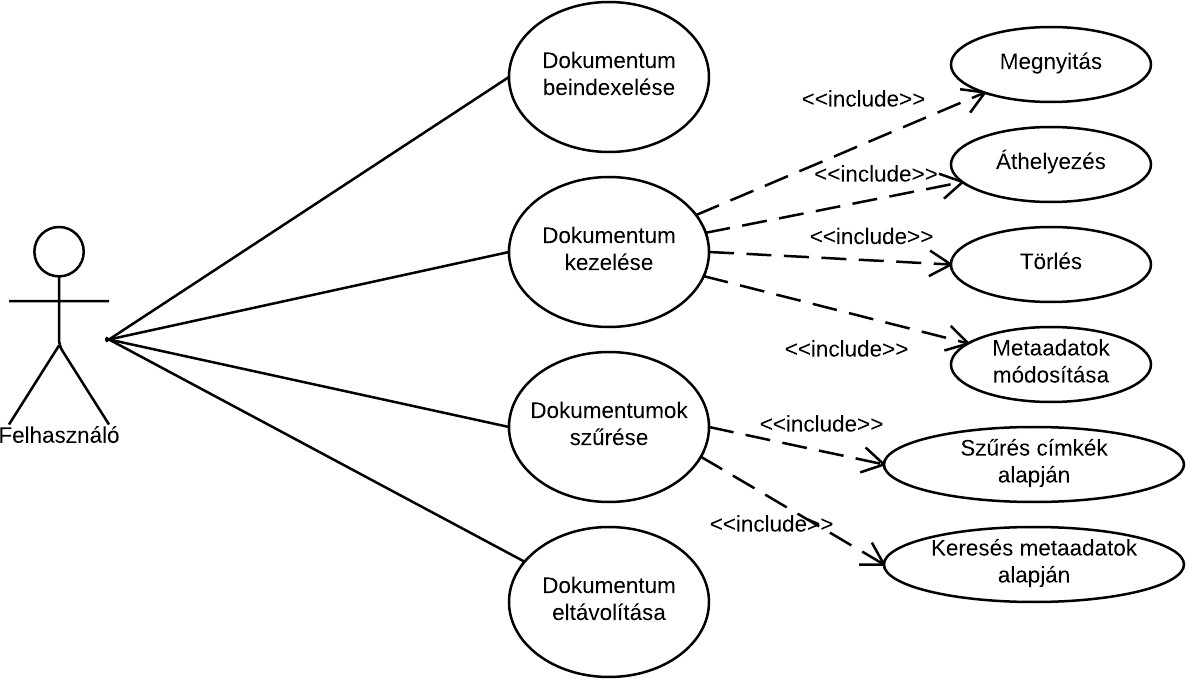 Dokumentum
beindexelése
Megnyitás
<<include>>
Áthelyezés
<<include>>
Dokumentum
kezelése
<<include>>
Törlés
<<include>>
Metaadatok
módosítása
Felhasználó
Dokumentumok
szűrése
<<include>>
Szűrés címkék
alapján
<<include>>
Keresés metaadatok
alapján
Dokumentum
eltávolítása